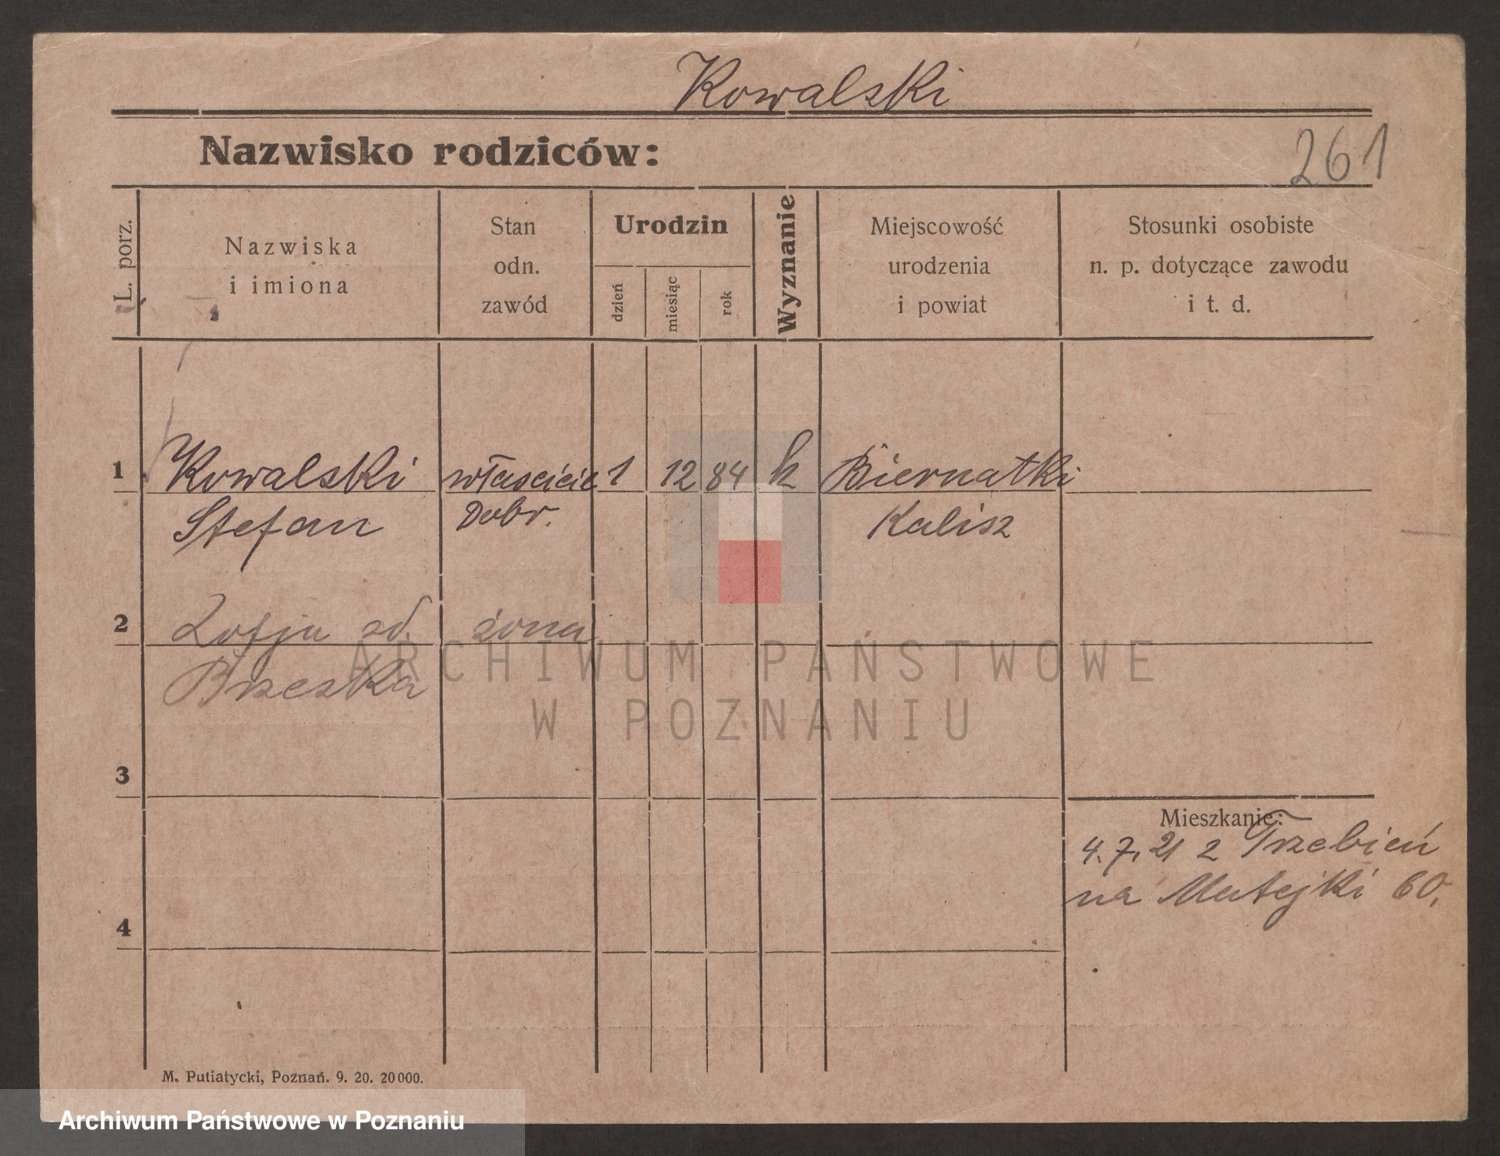 Kowalski
Nazwisko rodziców:
261
L. porz.
Nazwiska
i imiona
Stan
odn.
zawód
Urodzin
dzień
miesiąc
rok
Wyznanie
Miejscowość
urodzenia
i powiat
Stosunki osobiste
n. p. dotyczące zawodu
i t. d.
1 Kowalski właściciel 1 12 84 k Biernatki
Stefan Dobr. Kalisz
2 Zofja żona
Brzeska
ARCHIWUM PAŃSTWOWE
W POZNANIU
3
Mieszkanie:
4. 7. 21 z Trzebień
na Matejki 60.
4
M. Putiatycki, Poznań. 9. 20. 20000.
Archiwum Państwowe w Poznaniu